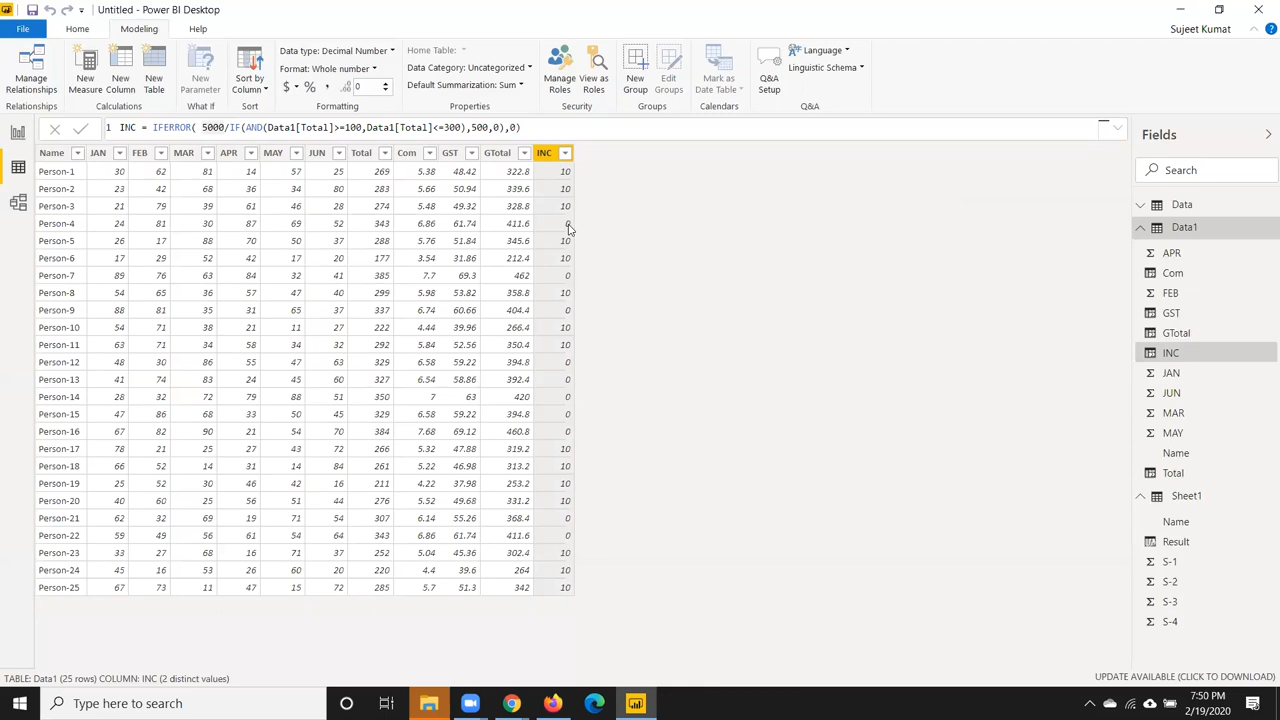 Untitled - Power BI Desktop
File Home Modeling Help Sujeet Kumat
Manage Relationships New Measure New Column New Table New Parameter Sort by Column Data type: Decimal Number Home Table: Manage Roles View as Roles New Group Edit Groups Mark as Date Table Q&A Setup Language
Format: Whole number Data Category: Uncategorized Linguistic Schema
$ % , .00 0 Default Summarization: Sum
Relationships Calculations What If Sort Formatting Properties Security Groups Calendars Q&A
1 INC = IFERROR( 5000/IF(AND(Data1[Total]>=100,Data1[Total]<=300),500,0),0)
Name JAN FEB MAR APR MAY JUN Total Com GST GTotal INC
Person-1 30 62 81 14 57 25 269 5.38 48.42 322.8 10
Person-2 23 42 68 36 34 80 283 5.66 50.94 339.6 10
Person-3 21 79 39 61 46 28 274 5.48 49.32 328.8 10
Person-4 24 81 30 87 69 52 343 6.86 61.74 411.6 0
Person-5 26 17 88 70 50 37 288 5.76 51.84 345.6 10
Person-6 17 29 52 42 17 20 177 3.54 31.86 212.4 10
Person-7 89 76 63 84 32 41 385 7.7 69.3 462 0
Person-8 54 65 36 57 47 40 299 5.98 53.82 358.8 10
Person-9 88 81 35 31 65 37 337 6.74 60.66 404.4 0
Person-10 54 71 38 21 11 27 222 4.44 39.96 266.4 10
Person-11 63 71 34 58 34 32 292 5.84 52.56 350.4 10
Person-12 48 30 86 55 47 63 329 6.58 59.22 394.8 0
Person-13 41 74 83 24 45 60 327 6.54 58.86 392.4 0
Person-14 28 32 72 79 88 51 350 7 63 420 0
Person-15 47 86 68 33 50 45 329 6.58 59.22 394.8 0
Person-16 67 82 90 21 54 70 384 7.68 69.12 460.8 0
Person-17 78 21 25 27 43 72 266 5.32 47.88 319.2 10
Person-18 66 52 14 31 14 84 261 5.22 46.98 313.2 10
Person-19 25 52 30 46 42 16 211 4.22 37.98 253.2 10
Person-20 40 60 25 56 51 44 276 5.52 49.68 331.2 10
Person-21 62 32 69 19 71 54 307 6.14 55.26 368.4 0
Person-22 59 49 56 61 54 64 343 6.86 61.74 411.6 0
Person-23 33 27 68 16 71 37 252 5.04 45.36 302.4 10
Person-24 45 16 53 26 60 20 220 4.4 39.6 264 10
Person-25 67 73 11 47 15 72 285 5.7 51.3 342 10
Fields
Search
Data
Data1
APR
Com
FEB
GST
GTotal
INC
JAN
JUN
MAR
MAY
Name
Total
Sheet1
Name
Result
S-1
S-2
S-3
S-4
TABLE: Data1 (25 rows) COLUMN: INC (2 distinct values) UPDATE AVAILABLE (CLICK TO DOWNLOAD)
Type here to search
7:50 PM
2/19/2020